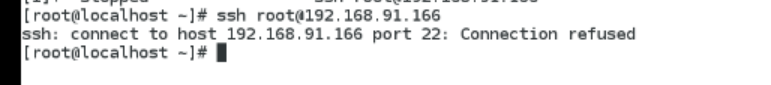 [root@localhost ~]# ssh root@192.168.91.166
ssh: connect to host 192.168.91.166 port 22: Connection refused
[root@localhost ~]#